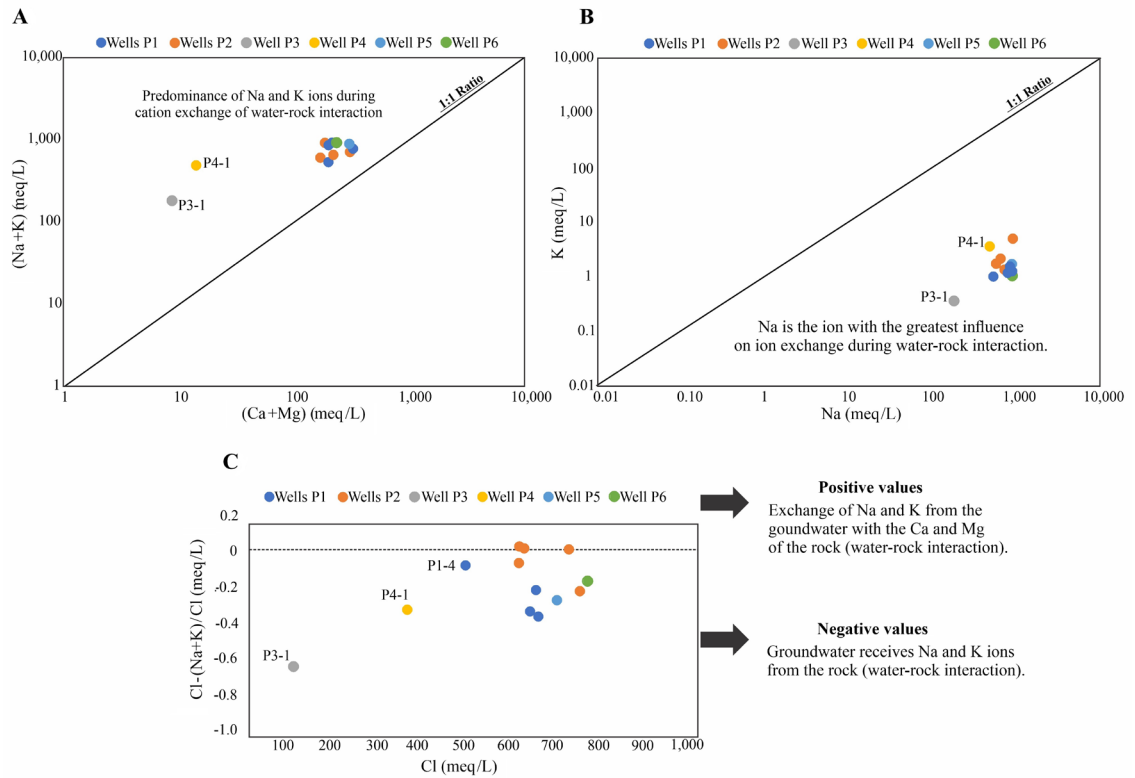 A
Wells P1 Wells P2 Well P3 Well P4 Well P5 Well P6
10,000
1,000
100
10
1
(Na+K) (meq/L)
Predominance of Na and K ions during
cation exchange of water-rock interaction
1:1 Ratio
P4-1
P3-1
1 10 100 1,000 10,000
(Ca+Mg) (meq/L)
B
Wells P1 Wells P2 Well P3 Well P4 Well P5 Well P6
10,000
1,000
100
10
1
0.1
0.01
K (meq/L)
1:1 Ratio
P4-1
P3-1
Na is the ion with the greatest influence
on ion exchange during water-rock interaction.
0.01 0.10 1 10 100 1,000 10,000
Na (meq/L)
C
Wells P1 Wells P2 Well P3 Well P4 Well P5 Well P6
0.2
0
-0.2
-0.4
-0.6
-0.8
-1.0
Cl-(Na+K)/Cl (meq/L)
P1-4
P4-1
P3-1
100 200 300 400 500 600 700 800 1,000
Cl (meq/L)
Positive values
Exchange of Na and K from the
goundwater with the Ca and Mg
of the rock (water-rock interaction).
Negative values
Groundwater receives Na and K ions
from the rock (water-rock interaction).